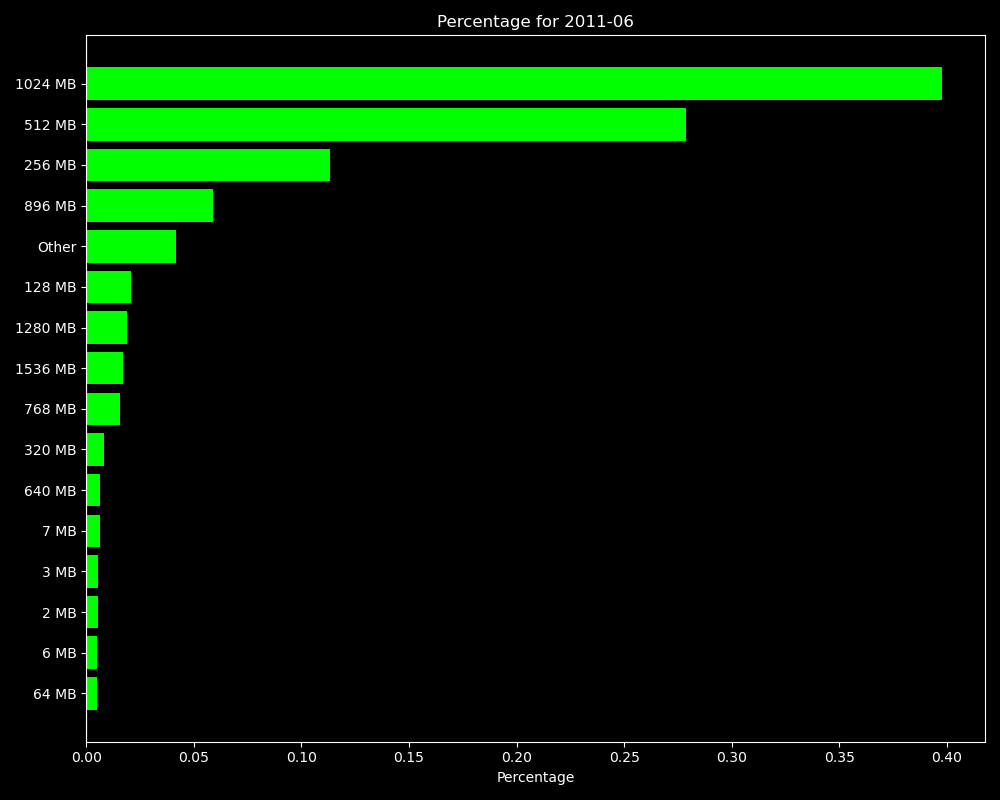 Percentage for 2011-06
1024 MB
512 MB
256 MB
896 MB
Other
128 MB
1280 MB
1536 MB
768 MB
320 MB
640 MB
7 MB
3 MB
2 MB
6 MB
64 MB
0.00 0.05 0.10 0.15 0.20 0.25 0.30 0.35 0.40
Percentage